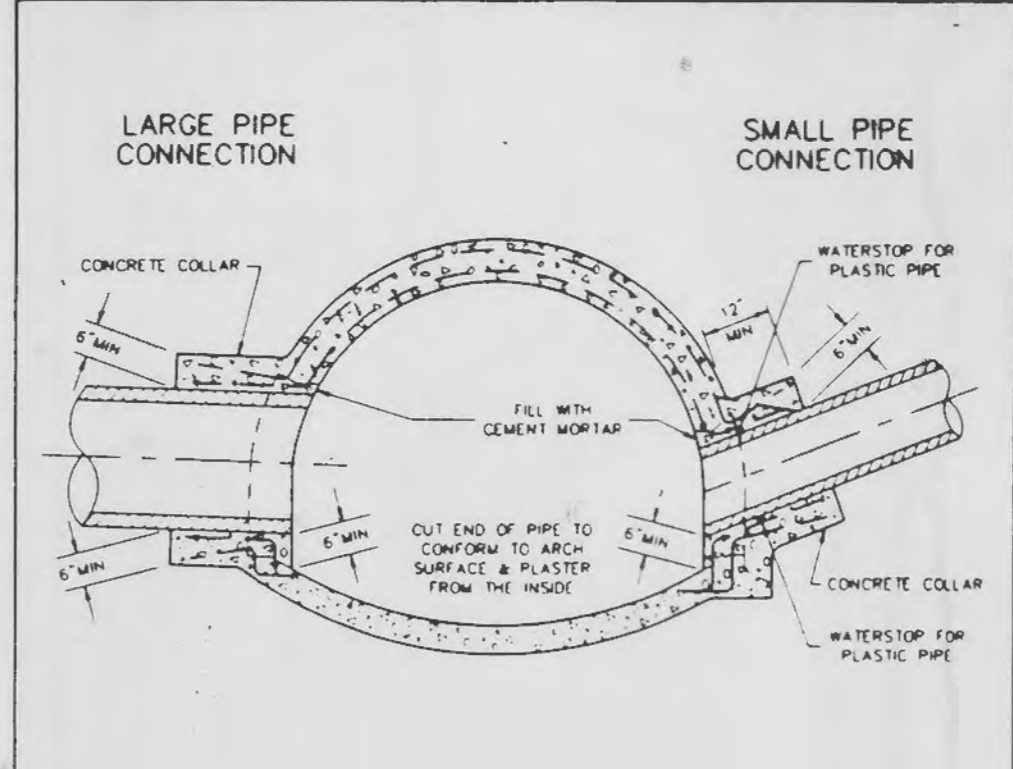 LARGE PIPE
CONNECTION
SMALL PIPE
CONNECTION
CONCRETE COLLAR
WATERSTOP FOR
PLASTIC PIPE
12"
MIN
6" MIN
6" MIN
FILL WITH
CEMENT MORTAR
6" MIN
6" MIN
6" MIN
CUT END OF PIPE TO
CONFORM TO ARCH
SURFACE & PLASTER
FROM THE INSIDE
CONCRETE COLLAR
WATERSTOP FOR
PLASTIC PIPE